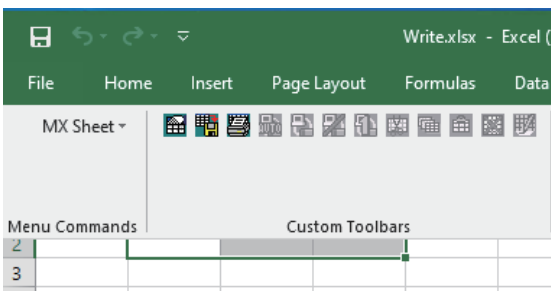 Write.xlsx - Excel (
File Home Insert Page Layout Formulas Data
MX Sheet
Menu Commands Custom Toolbars
2
3